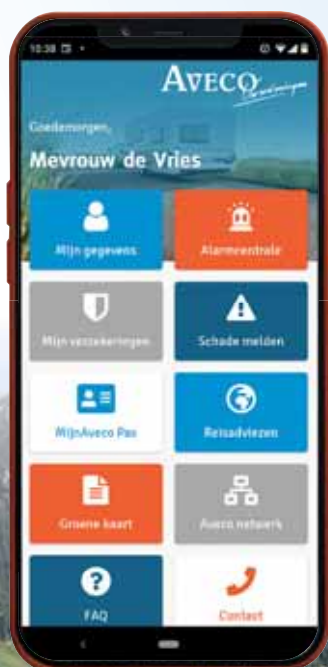 10:38
AVECO
Goedemorgen,
Mevrouw de Vries
Mijn gegevens
Alarmcentrale
Mijn verzekeringen
Schade melden
MijnAveco Pas
Reisadviezen
Groene kaart
Aveco netwerk
FAQ
Contact